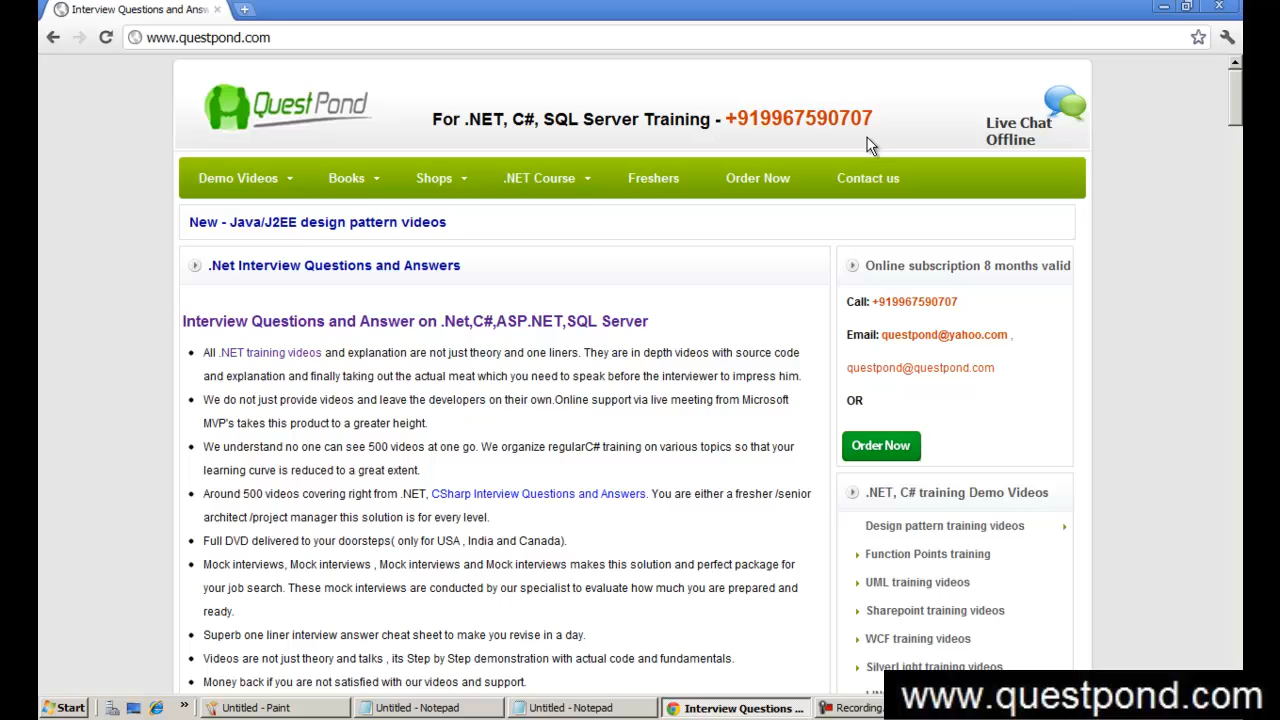 Interview Questions and Answ
www.questpond.com
QuestPond
For .NET, C#, SQL Server Training - +919967590707
Live Chat
Offline
Demo Videos
Books
Shops
.NET Course
Freshers
Order Now
Contact us
New - Java/J2EE design pattern videos
.Net Interview Questions and Answers
Interview Questions and Answer on .Net,C#,ASP.NET,SQL Server
All .NET training videos and explanation are not just theory and one liners. They are in depth videos with source code
and explanation and finally taking out the actual meat which you need to speak before the interviewer to impress him.
We do not just provide videos and leave the developers on their own.Online support via live meeting from Microsoft
MVP's takes this product to a greater height.
We understand no one can see 500 videos at one go. We organize regularC# training on various topics so that your
learning curve is reduced to a great extent.
Around 500 videos covering right from .NET, CSharp Interview Questions and Answers. You are either a fresher /senior
architect /project manager this solution is for every level.
Full DVD delivered to your doorsteps( only for USA , India and Canada).
Mock interviews, Mock interviews , Mock interviews and Mock interviews makes this solution and perfect package for
your job search. These mock interviews are conducted by our specialist to evaluate how much you are prepared and
ready.
Superb one liner interview answer cheat sheet to make you revise in a day.
Videos are not just theory and talks , its Step by Step demonstration with actual code and fundamentals.
Money back if you are not satisfied with our videos and support.
Online subscription 8 months valid
Call: +919967590707
Email: questpond@yahoo.com ,
questpond@questpond.com
OR
Order Now
.NET, C# training Demo Videos
Design pattern training videos
Function Points training
UML training videos
Sharepoint training videos
WCF training videos
SilverLight training videos
Start
Untitled - Paint
Untitled - Notepad
Untitled - Notepad
Interview Questions ...
Recording.
www.questpond.com